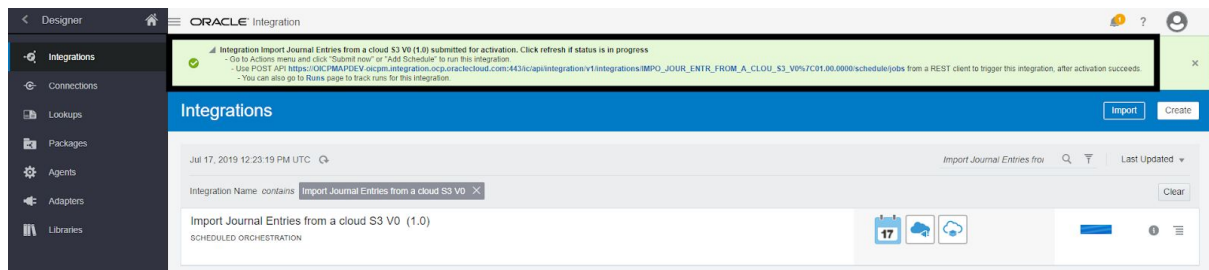 Designer
ORACLE Integration
?
Integration Import Journal Entries from a cloud S3 V0 (1.0) submitted for activation. Click refresh if status is in progress
- Go to Actions menu and click "Submit now" or "Add Schedule" to run this integration.
- Use POST API https://OICPMAPDEV-oicpm.integration.ocp.oraclecloud.com:443/ic/api/integration/v1/integrations/IMPO_JOUR_ENTR_FROM_A_CLOU_S3_V0%7C01.00.0000/schedule/jobs from a REST client to trigger this integration, after activation succeeds.
- You can also go to Runs page to track runs for this integration.
Integrations
Connections
Lookups
Packages
Agents
Adapters
Libraries
Integrations
Import
Create
Jul 17, 2019 12:23:19 PM UTC
Import Journal Entries froi
Last Updated
Integration Name contains Import Journal Entries from a cloud S3 V0
Clear
Import Journal Entries from a cloud S3 V0 (1.0)
SCHEDULED ORCHESTRATION
17